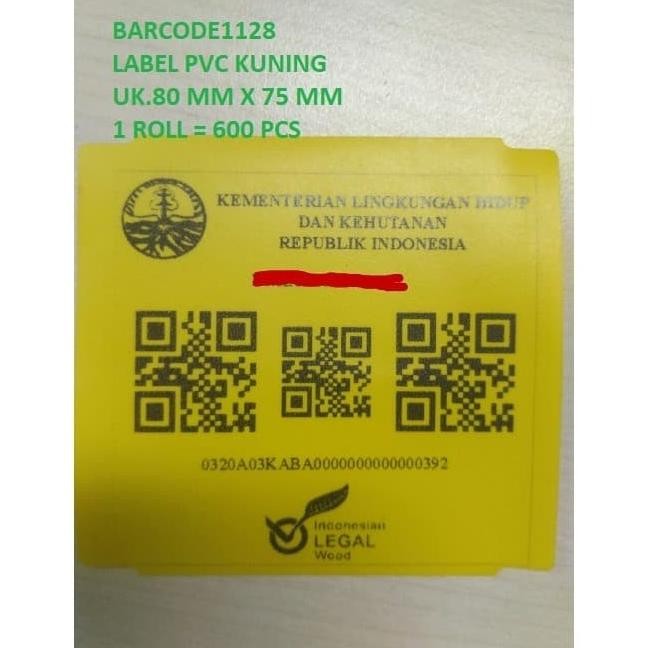 BARCODE1128
LABEL PVC KUNING
UK.80 MM X 75 MM
1 ROLL = 600 PCS
KEMENTERIAN LINGKUNGAN HIDUP
DAN KEHUTANAN
REPUBLIK INDONESIA
0320A03KABA0000000000000392
Indonesian
LEGAL
Wood